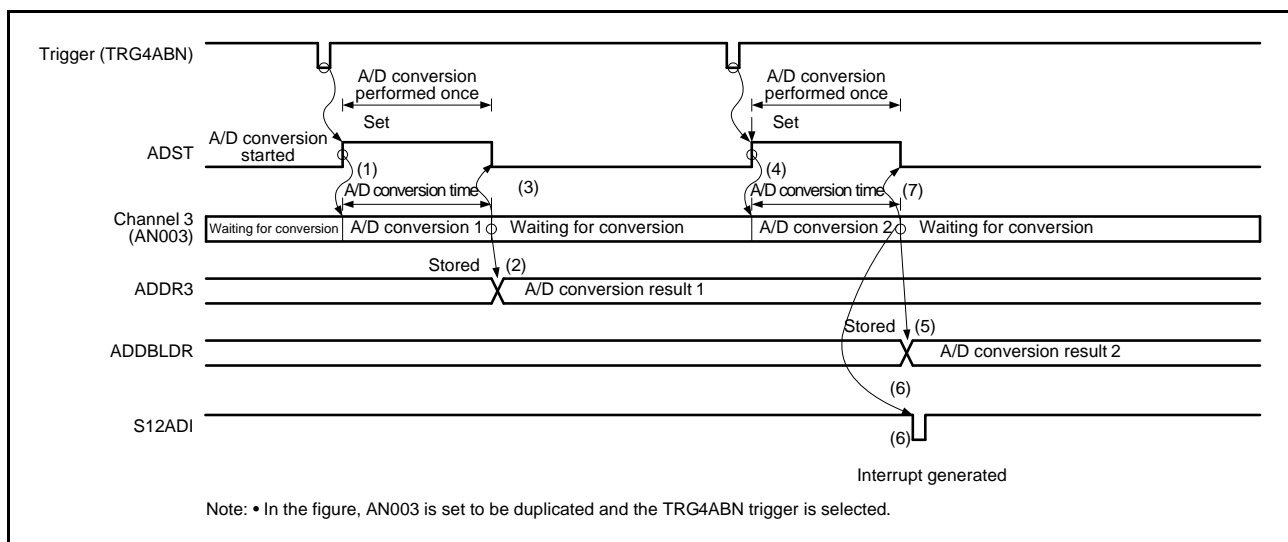 Trigger (TRG4ABN)
A/D conversion
performed once
A/D conversion
performed once
Set
Set
A/D conversion
started
ADST
(1)
(3)
(4)
(7)
A/D conversion time
A/D conversion time
Channel 3
(AN003)
Waiting for conversion
A/D conversion 1
Waiting for conversion
A/D conversion 2
Waiting for conversion
Stored
(2)
ADDR3
A/D conversion result 1
Stored
(5)
ADDBLDR
A/D conversion result 2
(6)
S12ADI
(6)
Interrupt generated
Note: • In the figure, AN003 is set to be duplicated and the TRG4ABN trigger is selected.